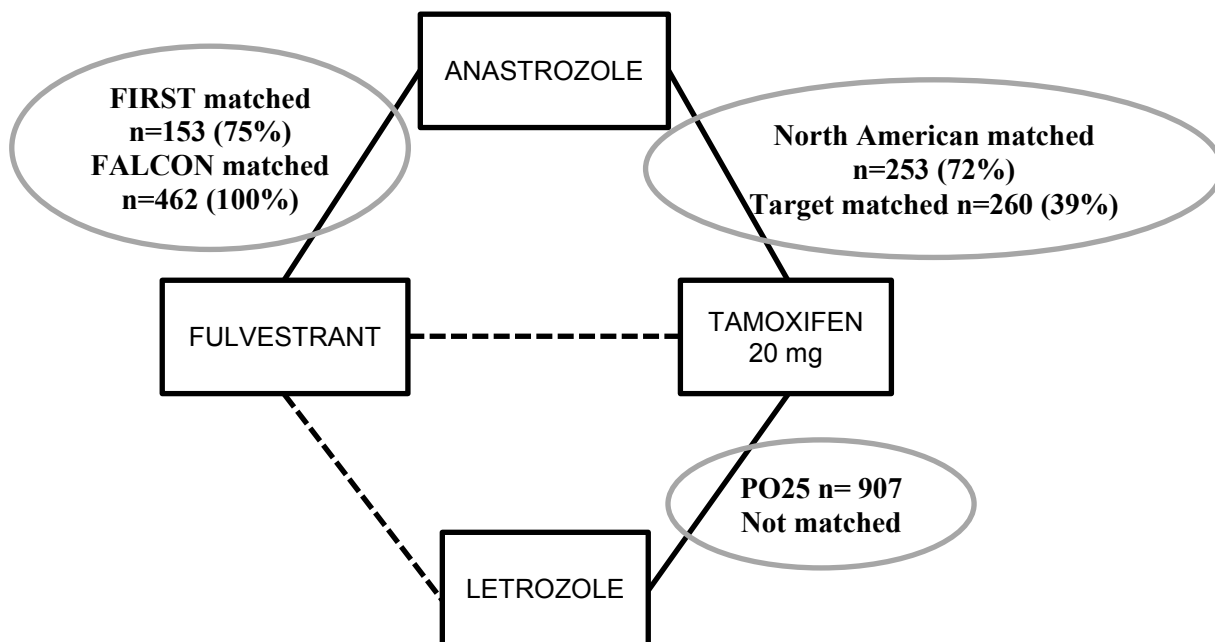 ANASTROZOLE
FIRST matched
n=153 (75%)
FALCON matched
n=462 (100%)
North American matched
n=253 (72%)
Target matched n=260 (39%)
FULVESTRANT
TAMOXIFEN
20 mg
PO25 n= 907
Not matched
LETROZOLE